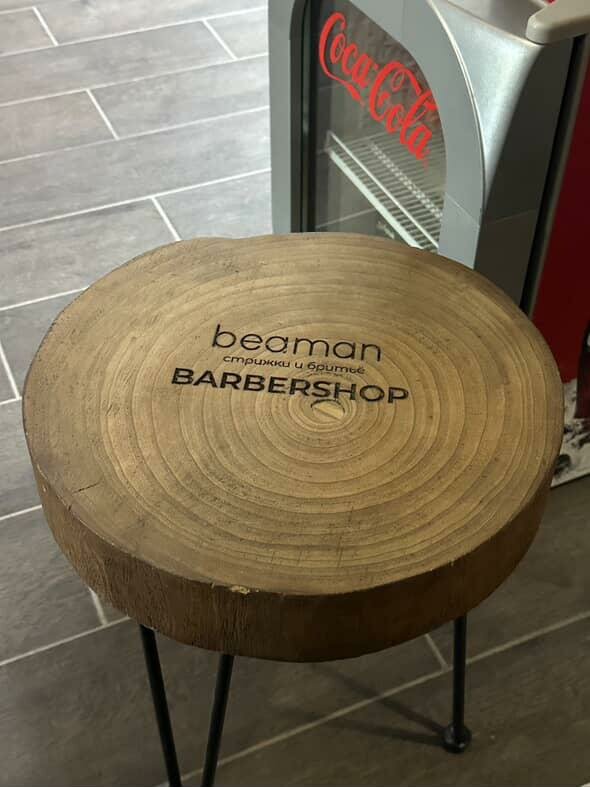 Coca-Cola
beaman
стрижки и бритьё
BARBERSHOP